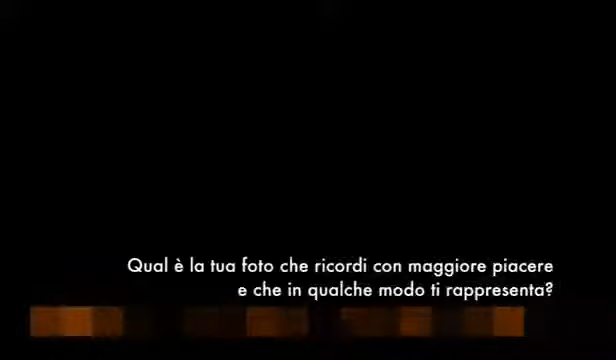 Qual è la tua foto che ricordi con maggiore piacere
e che in qualche modo ti rappresenta?